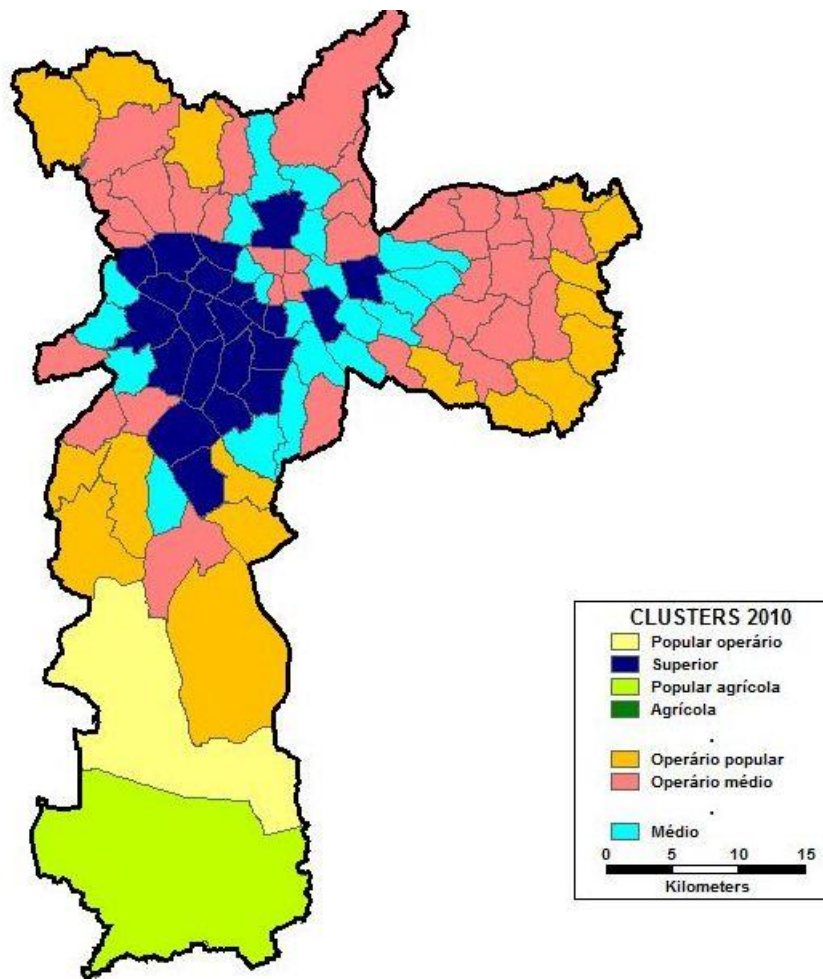 CLUSTERS 2010
Popular operário
Superior
Popular agrícola
Agrícola
.
Operário popular
Operário médio
.
Médio
0 5 10 15
Kilometers